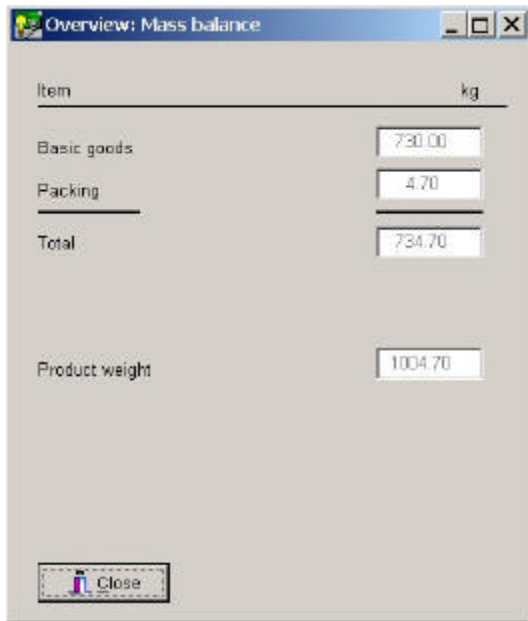 Overview: Mass balance
Item kg
Basic goods 730.00
Packing 4.70
Total 734.70
Product weight 1004.70
Close